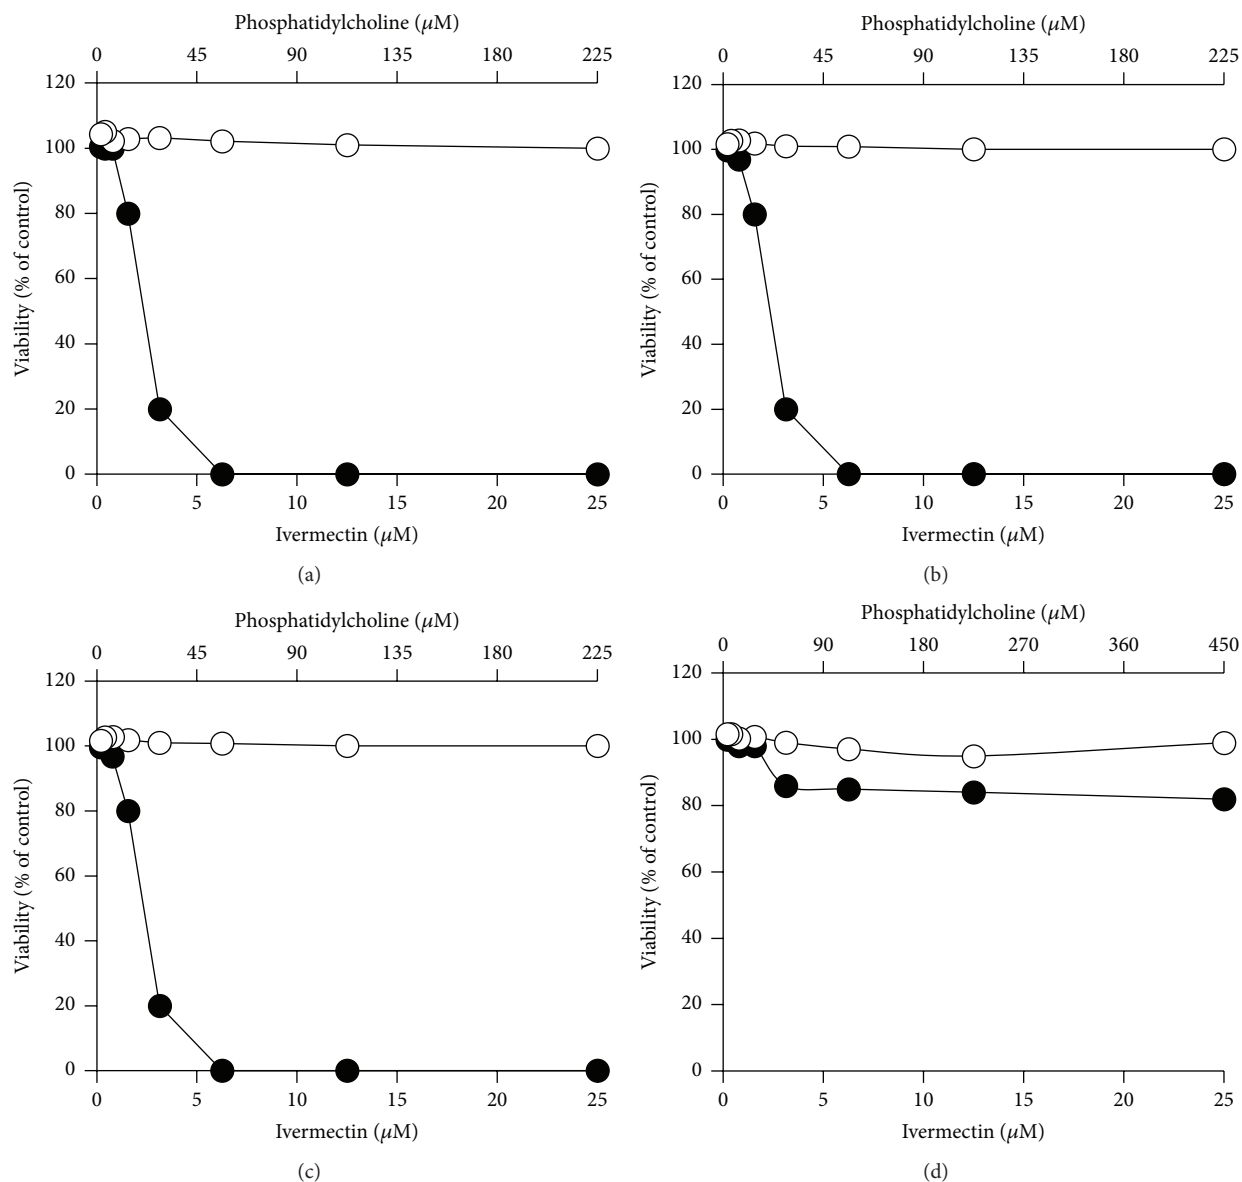 Phosphatidylcholine (μM)
0 45 90 135 180 225
120
100
80
60
40
20
0
Viability (% of control)
0 5 10 15 20 25
Ivermectin (μM)
(a)
Phosphatidylcholine (μM)
0 45 90 135 180 225
120
100
80
60
40
20
0
Viability (% of control)
0 5 10 15 20 25
Ivermectin (μM)
(b)
Phosphatidylcholine (μM)
0 45 90 135 180 225
120
100
80
60
40
20
0
Viability (% of control)
0 5 10 15 20 25
Ivermectin (μM)
(c)
Phosphatidylcholine (μM)
0 90 180 270 360 450
120
100
80
60
40
20
0
Viability (% of control)
0 5 10 15 20 25
Ivermectin (μM)
(d)